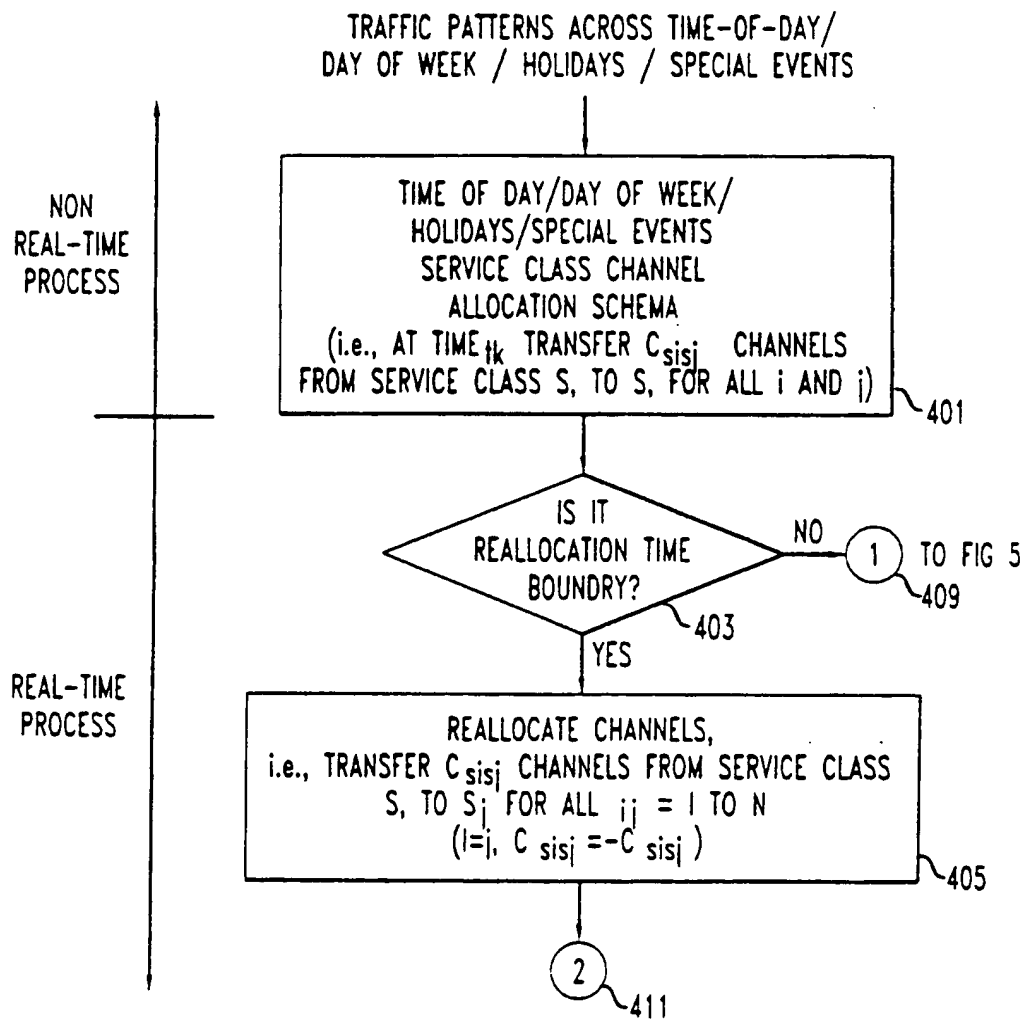 TRAFFIC PATTERNS ACROSS TIME-OF-DAY/
DAY OF WEEK / HOLIDAYS / SPECIAL EVENTS
NON
REAL-TIME
PROCESS
TIME OF DAY/DAY OF WEEK/
HOLIDAYS/SPECIAL EVENTS
SERVICE CLASS CHANNEL
ALLOCATION SCHEMA
(i.e., AT TIME tk TRANSFER C sisj CHANNELS
FROM SERVICE CLASS S, TO S, FOR ALL i AND j)
401
IS IT
REALLOCATION TIME
BOUNDRY?
403
NO
1
TO FIG 5
409
YES
REAL-TIME
PROCESS
REALLOCATE CHANNELS,
i.e., TRANSFER C sisj CHANNELS FROM SERVICE CLASS
S, TO Sj FOR ALL ij = I TO N
(I=j, C sisj =-C sisj )
405
2
411